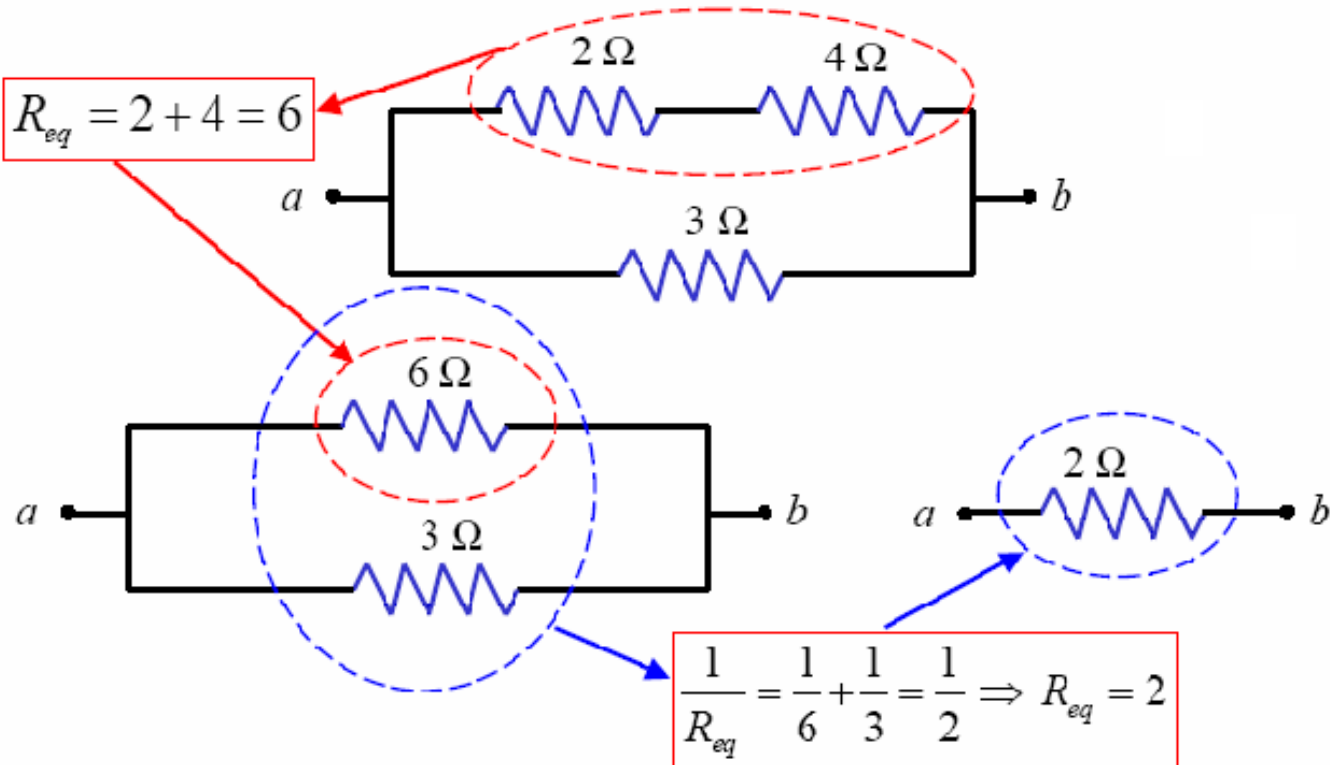 2 Ω 4 Ω
R_eq = 2 + 4 = 6
a b
3 Ω
6 Ω
2 Ω
a b a b
3 Ω
1/R_eq = 1/6 + 1/3 = 1/2 ⇒ R_eq = 2